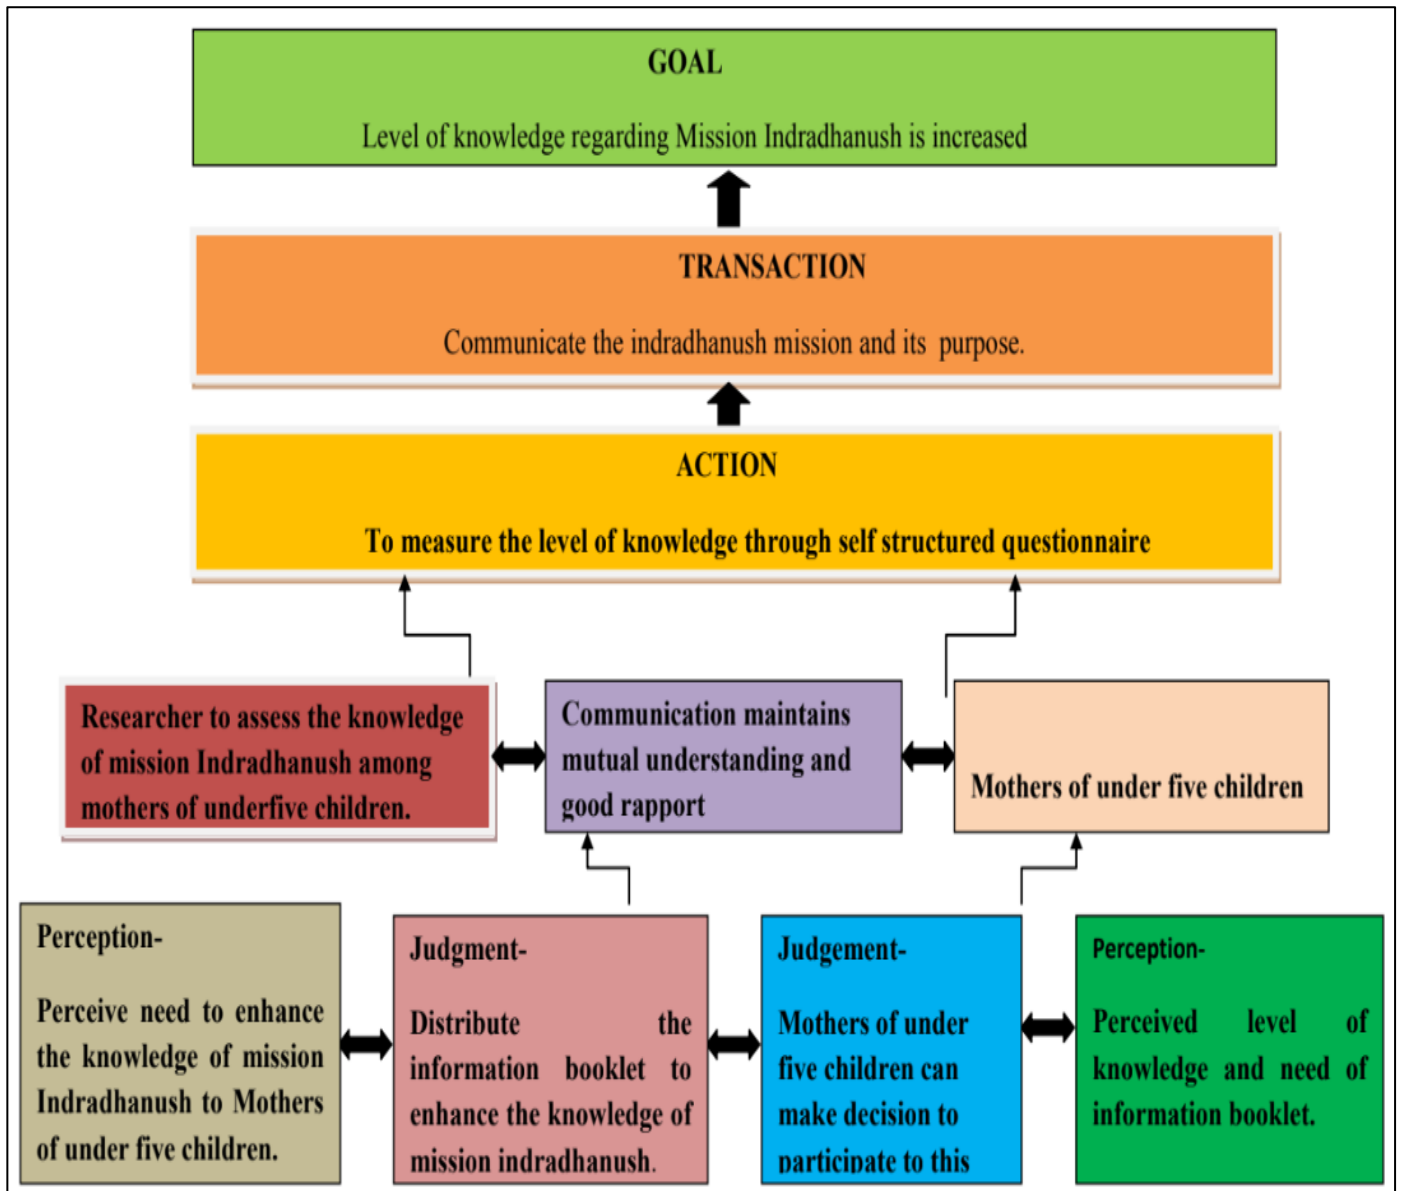 GOAL
Level of knowledge regarding Mission Indradhanush is increased
TRANSACTION
Communicate the indradhanush mission and its purpose.
ACTION
To measure the level of knowledge through self structured questionnaire
Researcher to assess the knowledge
of mission Indradhanush among
mothers of underfive children.
Communication maintains
mutual understanding and
good rapport
Mothers of under five children
Perception-
Perceive need to enhance
the knowledge of mission
Indradhanush to Mothers
of under five children.
Judgment-
Distribute the
information booklet to
enhance the knowledge of
mission indradhanush.
Judgement-
Mothers of under
five children can
make decision to
participate to this
Perception-
Perceived level of
knowledge and need of
information booklet.